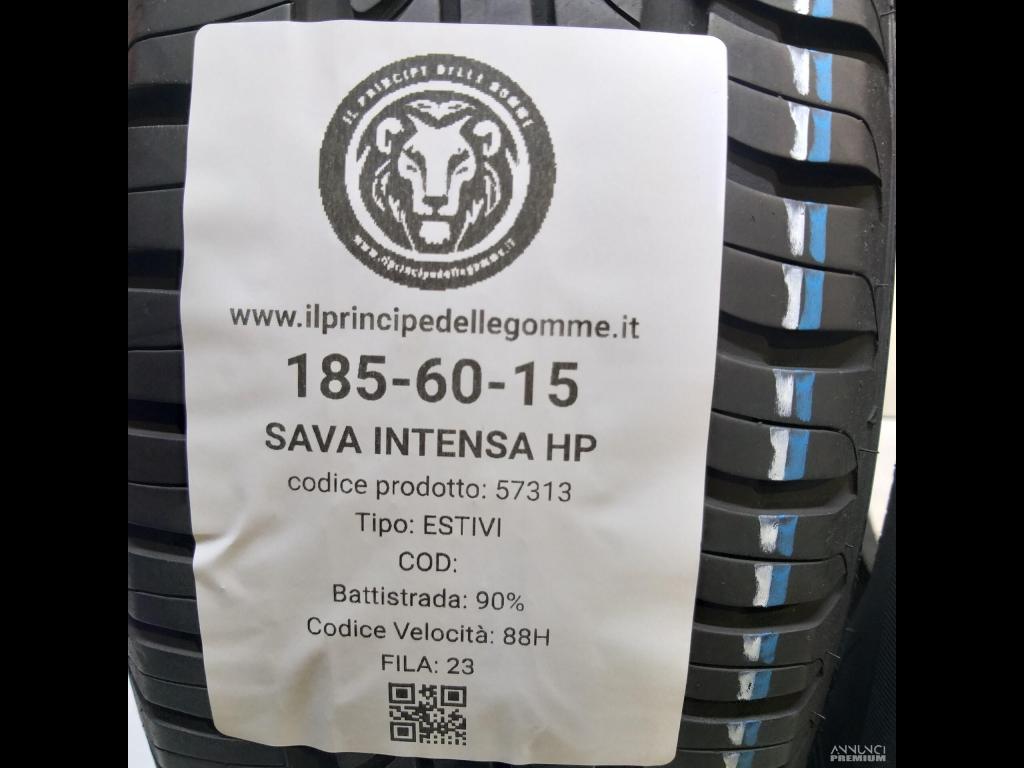 IL PRINCIPE DELLE GOMME
www.ilprincipedellegomme.it
www.ilprincipedellegomme.it
185-60-15
SAVA INTENSA HP
codice prodotto: 57313
Tipo: ESTIVI
COD:
Battistrada: 90%
Codice Velocità: 88H
FILA: 23
ANNUNCI
PREMIUM